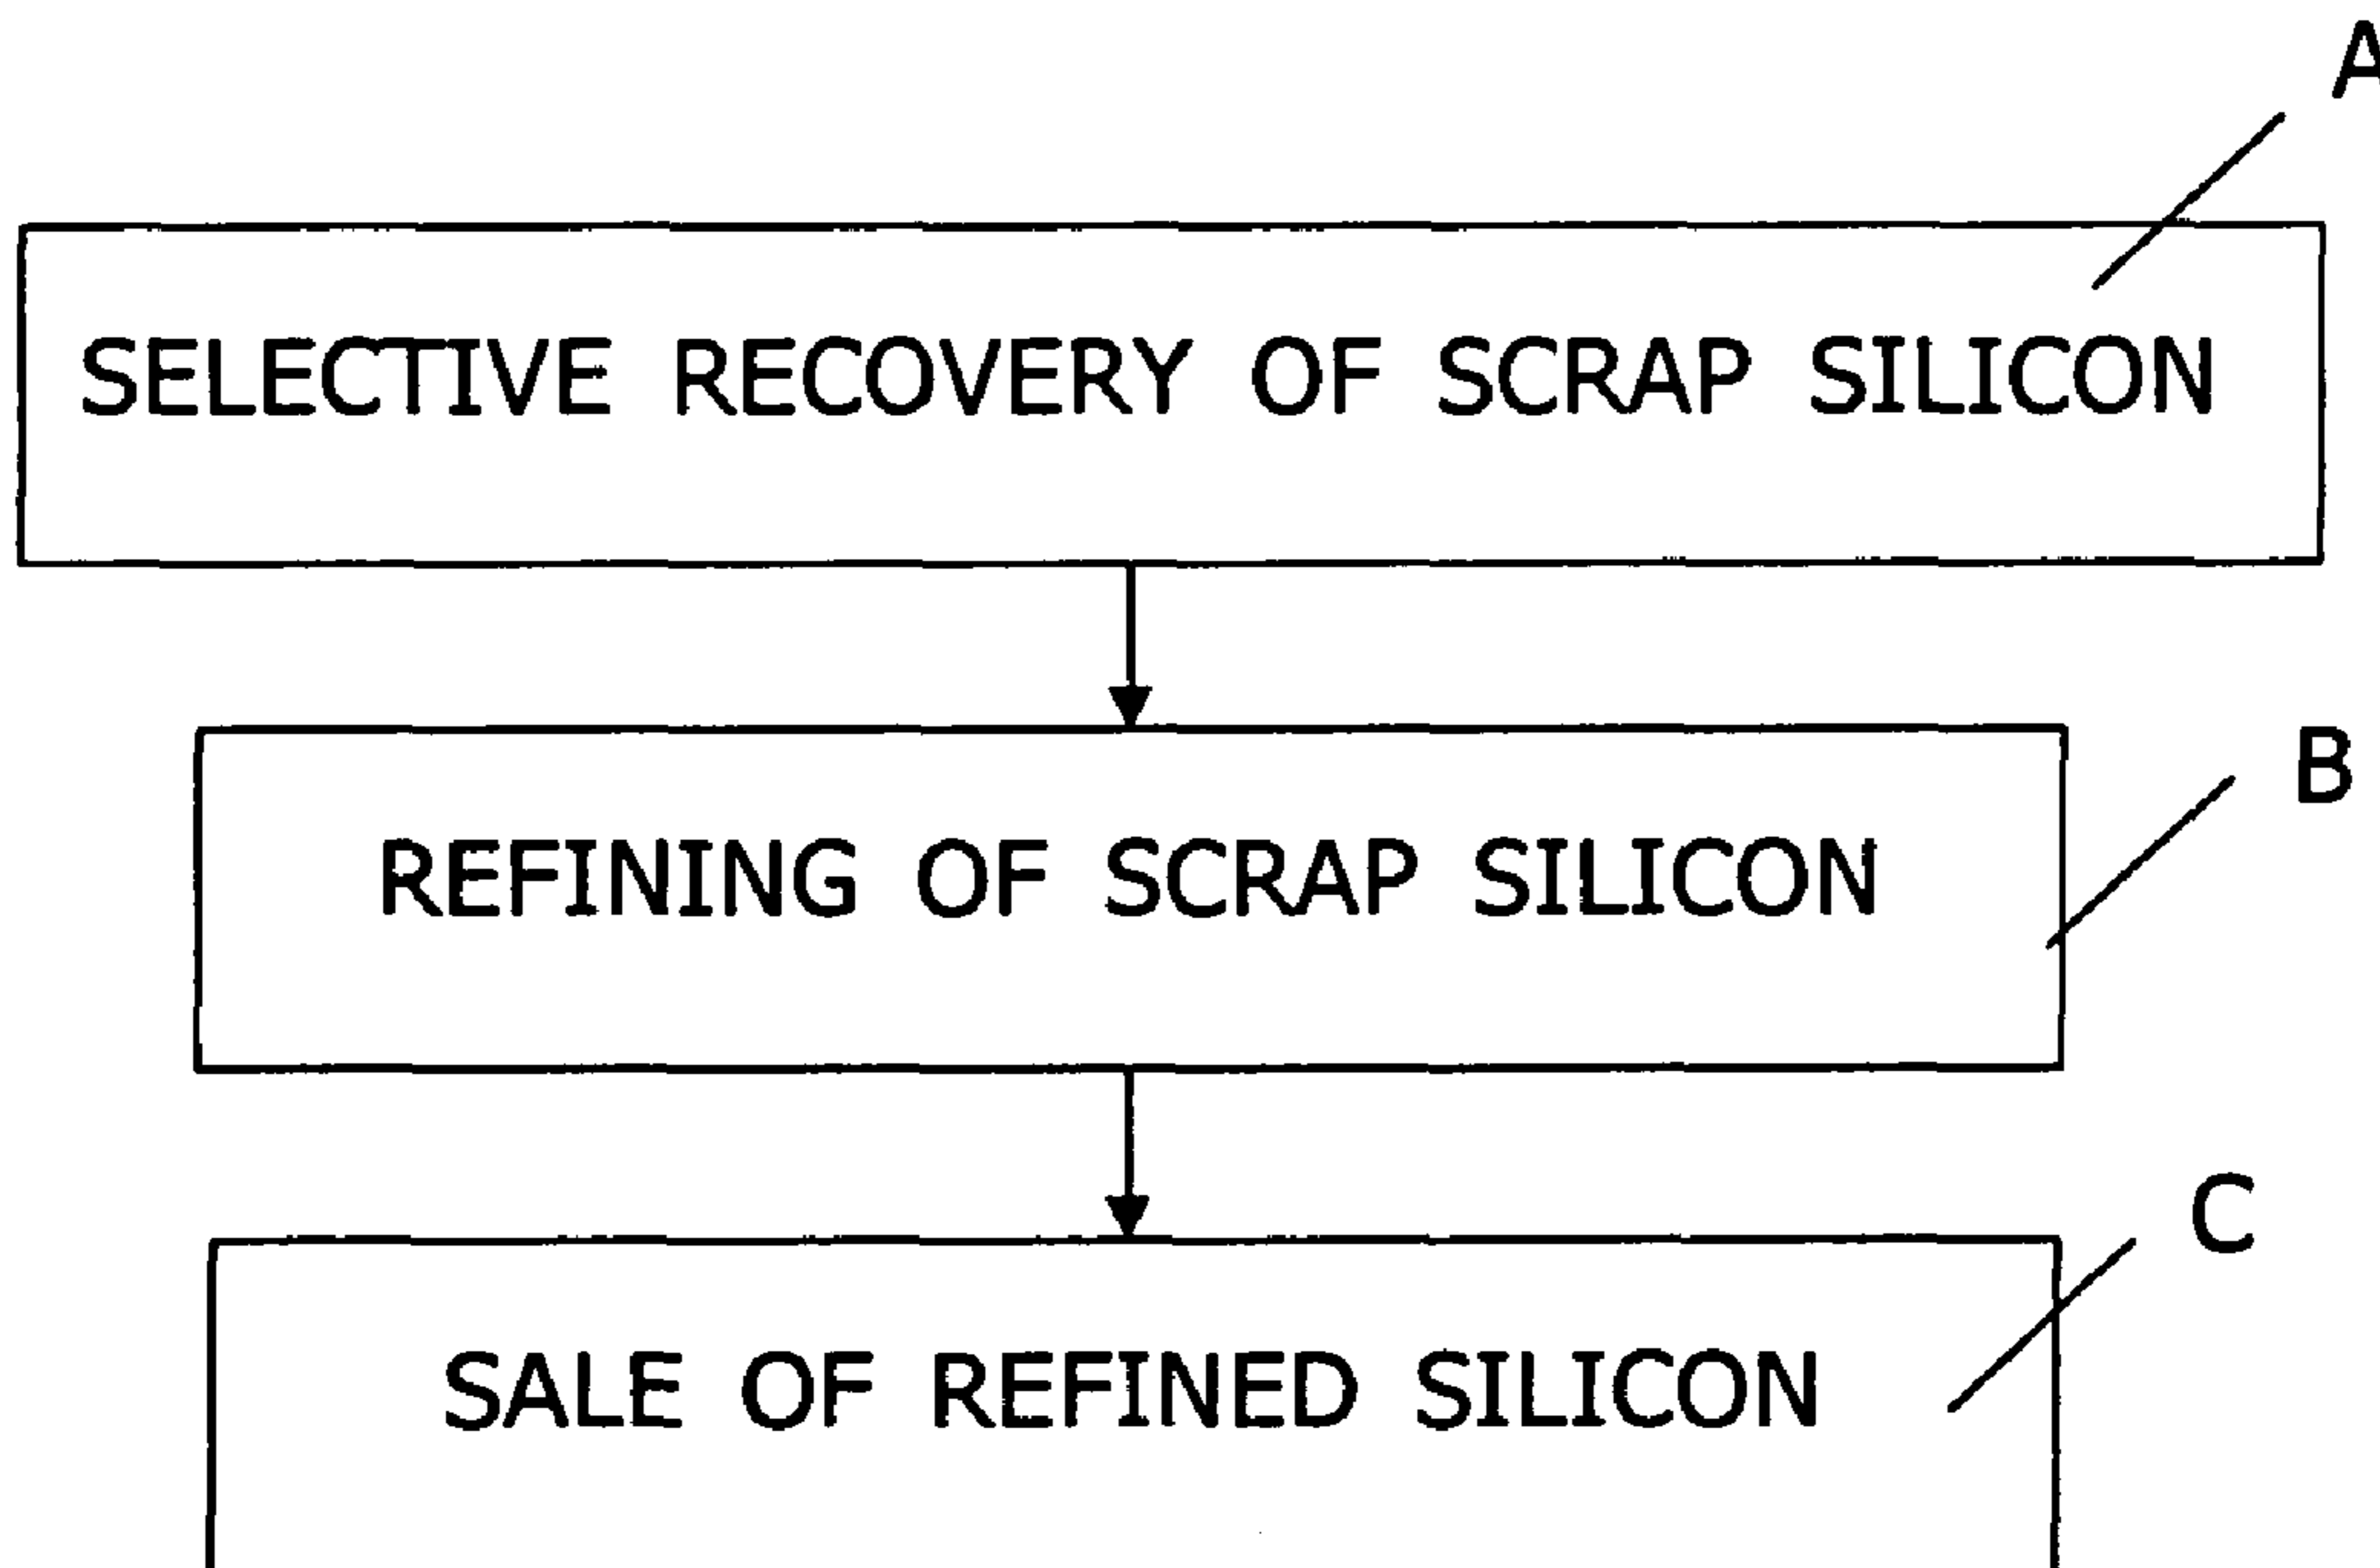 A
SELECTIVE RECOVERY OF SCRAP SILICON
B
REFINING OF SCRAP SILICON
C
SALE OF REFINED SILICON